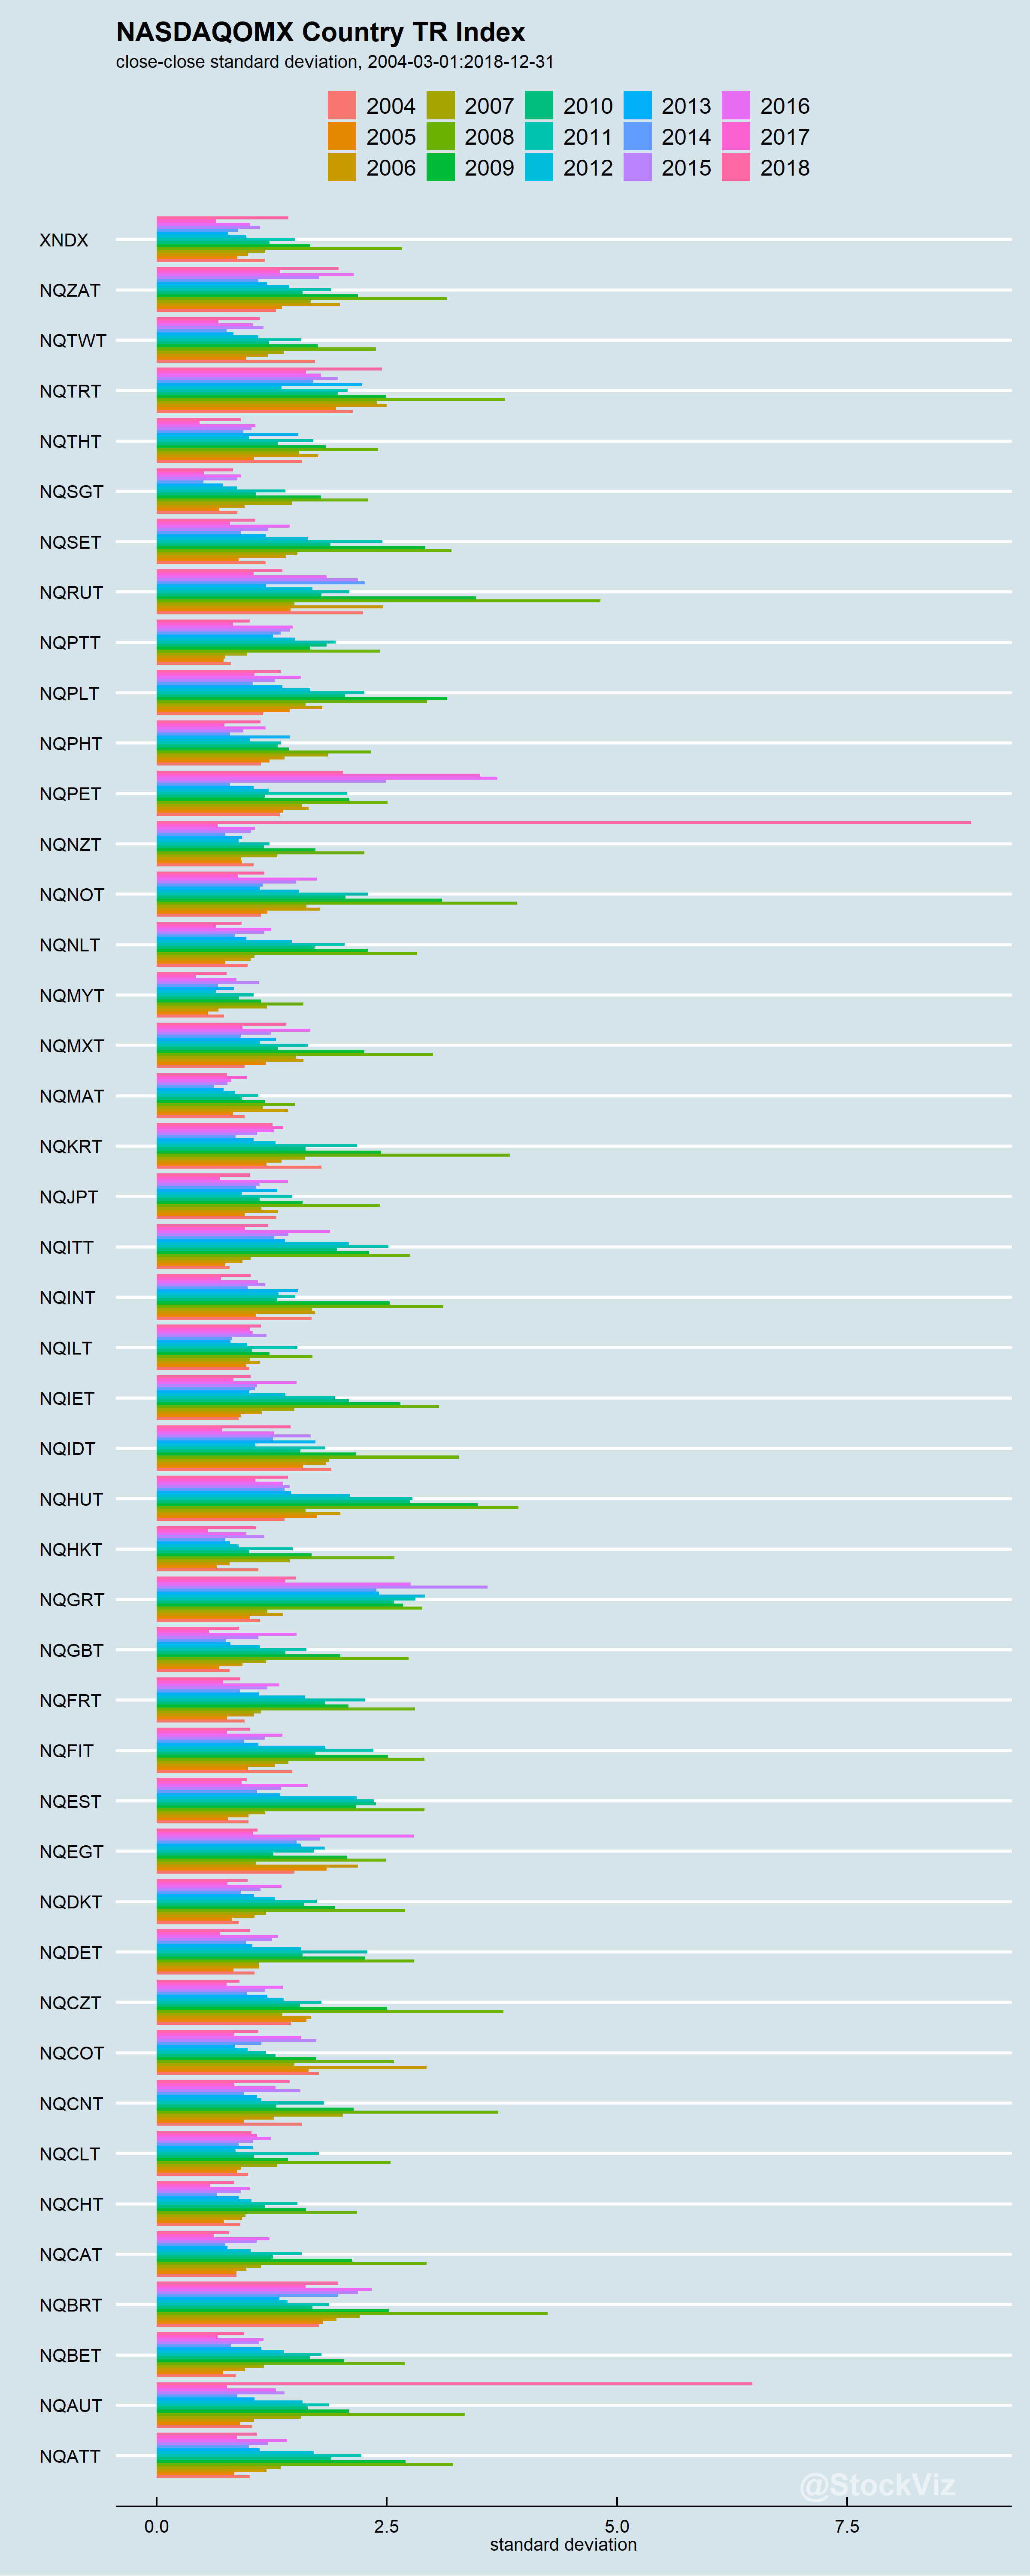 NASDAQOMX Country TR Index
close-close standard deviation, 2004-03-01:2018-12-31
2004 2007 2010 2013 2016
2005 2008 2011 2014 2017
2006 2009 2012 2015 2018
XNDX
NQZAT
NQTWT
NQTRT
NQTHT
NQSGT
NQSET
NQRUT
NQPTT
NQPLT
NQPHT
NQPET
NQNZT
NQNOT
NQNLT
NQMYT
NQMXT
NQMAT
NQKRT
NQJPT
NQITT
NQINT
NQILT
NQIET
NQIDT
NQHUT
NQHKT
NQGRT
NQGBT
NQFRT
NQFIT
NQEST
NQEGT
NQDKT
NQDET
NQCZT
NQCOT
NQCNT
NQCLT
NQCHT
NQCAT
NQBRT
NQBET
NQAUT
NQATT
@StockViz
0.0 2.5 5.0 7.5
standard deviation